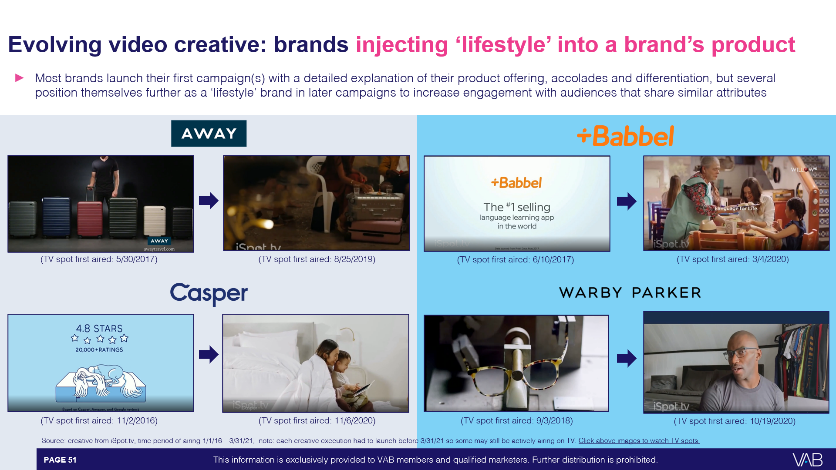 Evolving video creative: brands injecting ‘lifestyle’ into a brand’s product
► Most brands launch their first campaign(s) with a detailed explanation of their product offering, accolades and differentiation, but several
position themselves further as a ‘lifestyle’ brand in later campaigns to increase engagement with audiences that share similar attributes
AWAY
AWAY
awaytravel.com
iSpot.tv
(TV spot first aired: 5/30/2017)
(TV spot first aired: 8/25/2019)
+Babbel
+Babbel
The #1 selling
language learning app
in the world
Language for Life
iSpot.tv
(TV spot first aired: 6/10/2017)
(TV spot first aired: 3/4/2020)
Casper
4.8 STARS
20,000+ RATINGS
iSpot.tv
(TV spot first aired: 11/2/2016)
(TV spot first aired: 11/6/2020)
WARBY PARKER
iSpot.tv
(TV spot first aired: 9/3/2018)
(TV spot first aired: 10/19/2020)
Source: creative from iSpot.tv, time period of airing 1/1/16 – 3/31/21, note: each creative execution had to launch before 3/31/21 so some may still be actively airing on TV. Click above images to watch TV spots.
PAGE 51
This information is exclusively provided to VAB members and qualified marketers. Further distribution is prohibited.
VAB